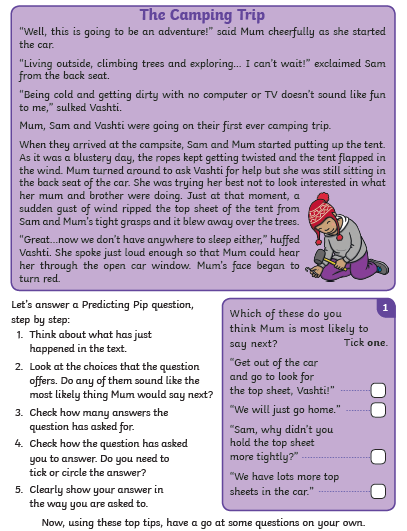 The Camping Trip
“Well, this is going to be an adventure!” said Mum cheerfully as she started
the car.
“Living outside, climbing trees and exploring... I can’t wait!” exclaimed Sam
from the back seat.
“Being cold and getting dirty with no computer or TV doesn’t sound like fun
to me,” sulked Vashti.
Mum, Sam and Vashti were going on their first ever camping trip.
When they arrived at the campsite, Sam and Mum started putting up the tent.
As it was a blustery day, the ropes kept getting twisted and the tent flapped in
the wind. Mum turned around to ask Vashti for help but she was still sitting in
the back seat of the car. She was trying her best not to look interested in what
her mum and brother were doing. Just at that moment, a
sudden gust of wind ripped the top sheet of the tent from
Sam and Mum’s tight grasps and it blew away over the trees.
“Great...now we don’t have anywhere to sleep either,” huffed
Vashti. She spoke just loud enough so that Mum could hear
her through the open car window. Mum’s face began to
turn red.
Let’s answer a Predicting Pip question,
step by step:
1. Think about what has just
happened in the text.
2. Look at the choices that the question
offers. Do any of them sound like the
most likely thing Mum would say next?
3. Check how many answers the
question has asked for.
4. Check how the question has asked
you to answer. Do you need to
tick or circle the answer?
5. Clearly show your answer in
the way you are asked to.
1
Which of these do you
think Mum is most likely to
say next? Tick one.
“Get out of the car
and go to look for
the top sheet, Vashti!”
“We will just go home.”
“Sam, why didn’t you
hold the top sheet
more tightly?”
“We have lots more top
sheets in the car.”
Now, using these top tips, have a go at some questions on your own.